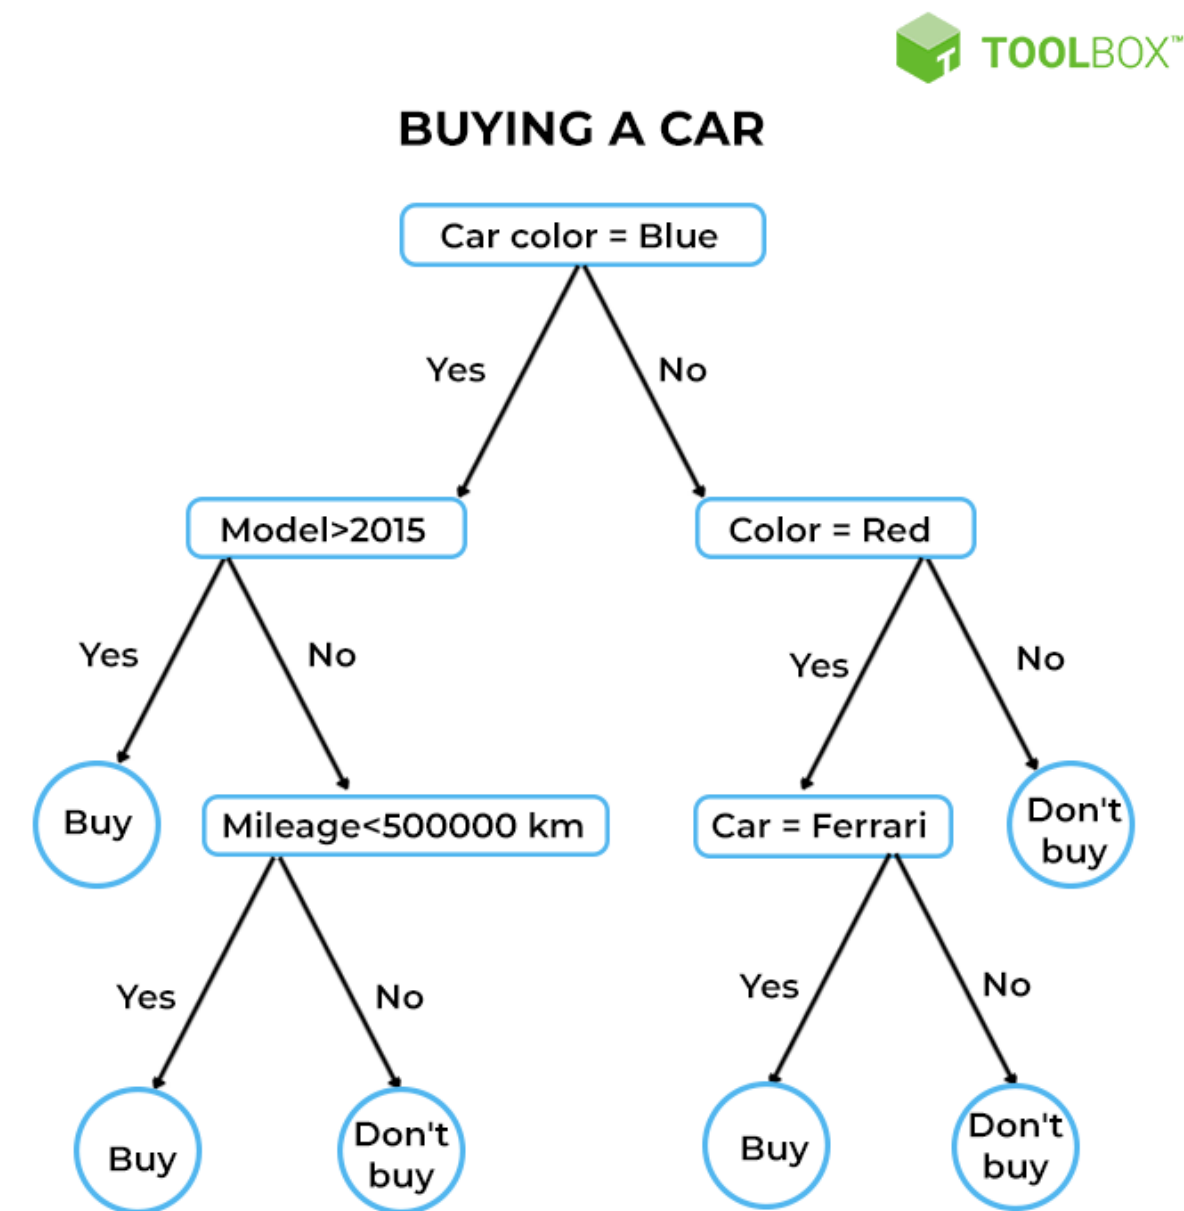 TOOLBOX™
BUYING A CAR
Car color = Blue
Yes
No
Model>2015
Color = Red
Yes
No
Yes
No
Buy
Mileage<500000 km
Car = Ferrari
Don't
buy
Yes
No
Yes
No
Buy
Don't
buy
Buy
Don't
buy